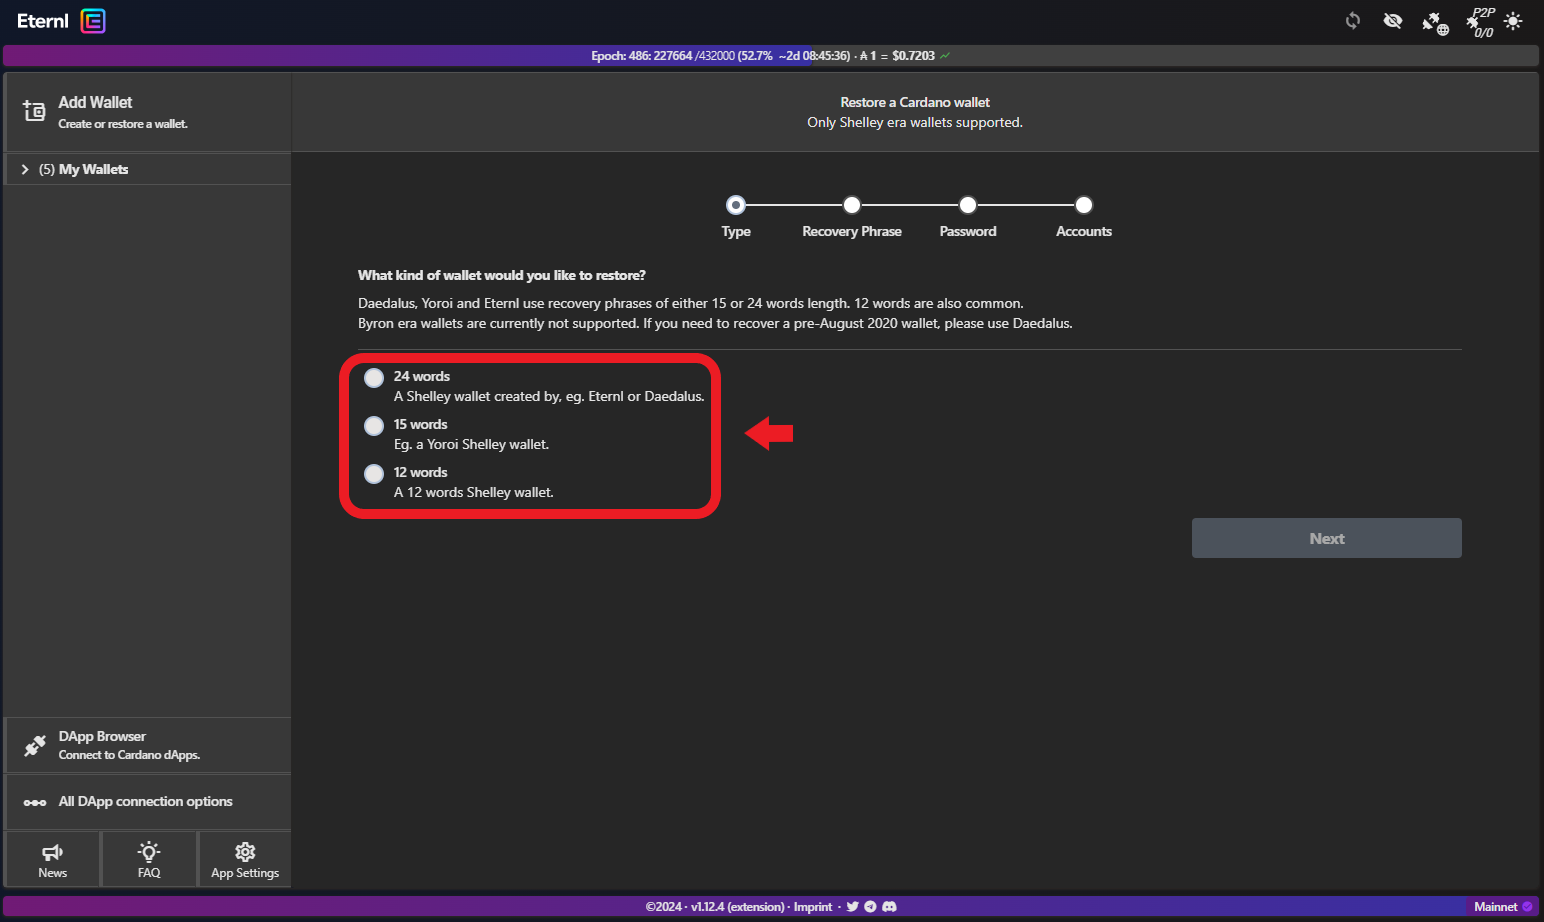 Eternl
P2P
0/0
Epoch: 486: 227664 /432000 (52.7% ~2d 08:45:36) · ₳ 1 = $0.7203
Add Wallet
Create or restore a wallet.
Restore a Cardano wallet
Only Shelley era wallets supported.
(5) My Wallets
Type
Recovery Phrase
Password
Accounts
What kind of wallet would you like to restore?
Daedalus, Yoroi and Eternl use recovery phrases of either 15 or 24 words length. 12 words are also common.
Byron era wallets are currently not supported. If you need to recover a pre-August 2020 wallet, please use Daedalus.
24 words
A Shelley wallet created by, eg. Eternl or Daedalus.
15 words
Eg. a Yoroi Shelley wallet.
12 words
A 12 words Shelley wallet.
Next
DApp Browser
Connect to Cardano dApps.
All DApp connection options
News
FAQ
App Settings
©2024 · v1.12.4 (extension) · Imprint ·
Mainnet